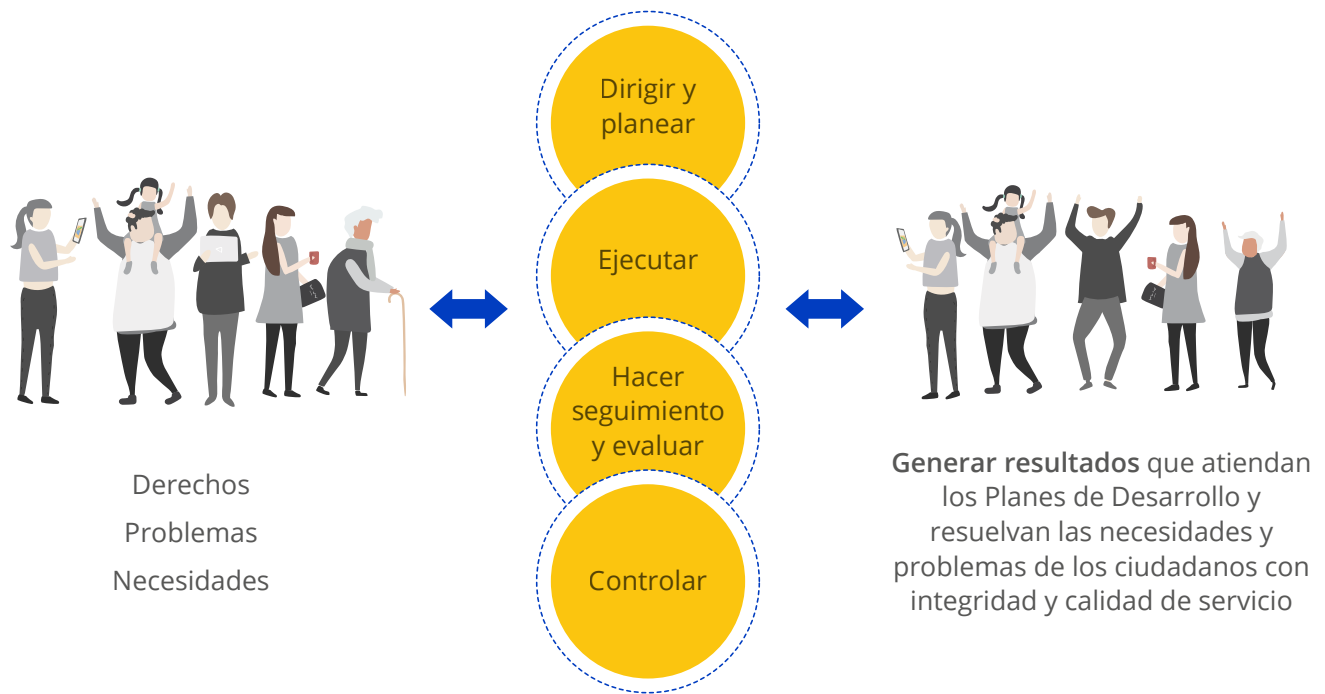 Dirigir y
planear
Ejecutar
Hacer
seguimiento
y evaluar
Controlar
Derechos
Problemas
Necesidades
Generar resultados que atiendan
los Planes de Desarrollo y
resuelvan las necesidades y
problemas de los ciudadanos con
integridad y calidad de servicio